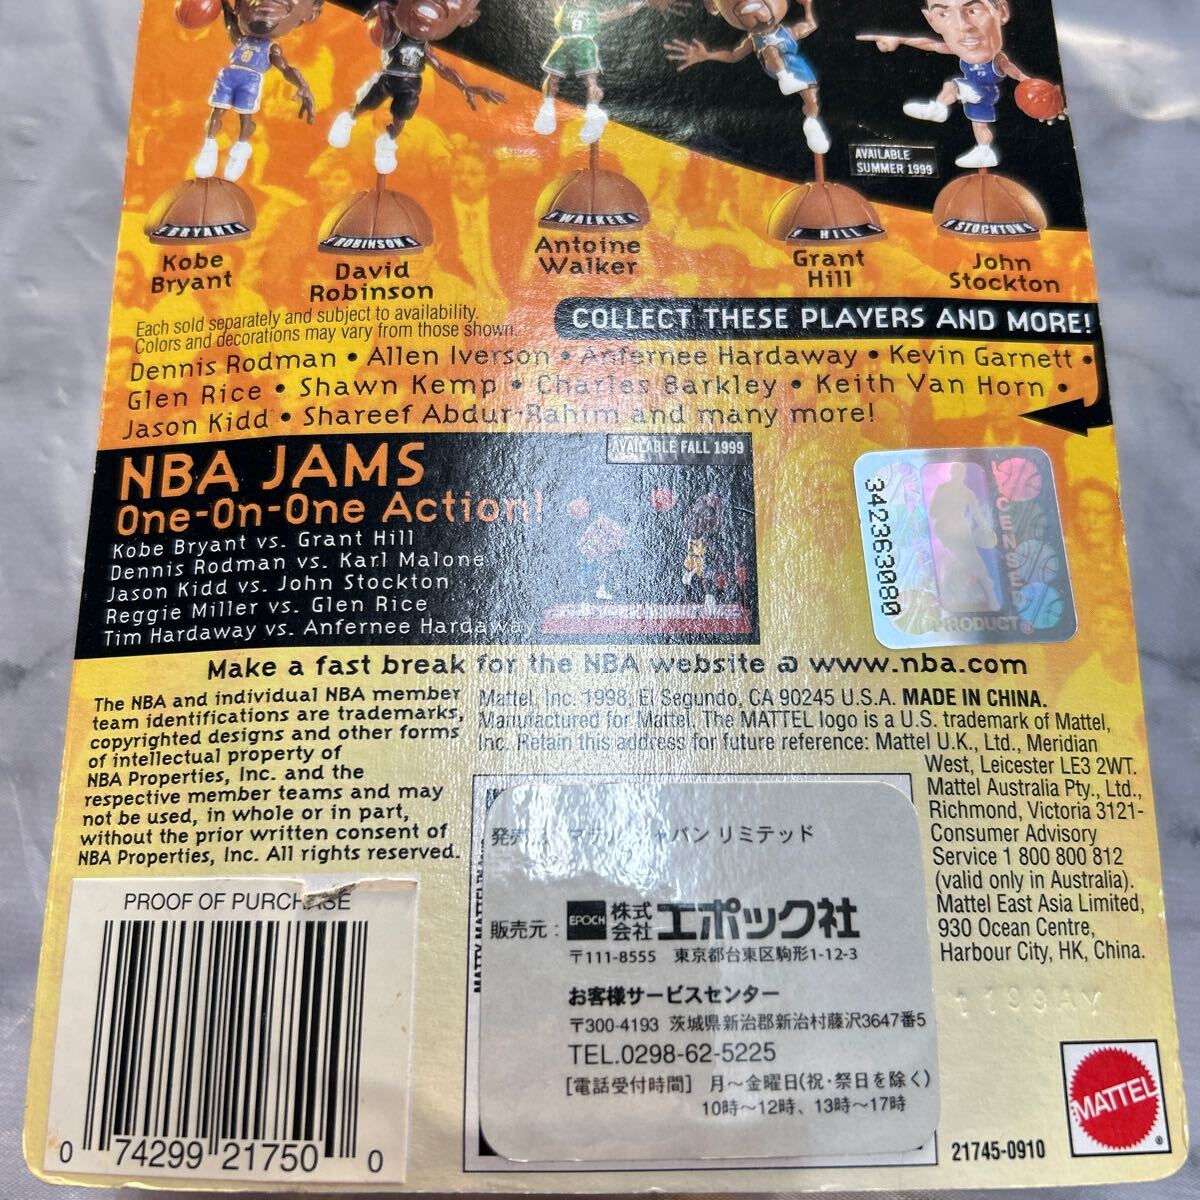 AVAILABLE
SUMMER 1999
BRYANT
ROBINSON
WALKER
HILL
STOCKTON
Kobe
Bryant
David
Robinson
Antoine
Walker
Grant
Hill
John
Stockton
Each sold separately and subject to availability.
Colors and decorations may vary from those shown.
COLLECT THESE PLAYERS AND MORE!
Dennis Rodman • Allen Iverson • Anfernee Hardaway • Kevin Garnett •
Glen Rice • Shawn Kemp • Charles Barkley • Keith Van Horn •
Jason Kidd • Shareef Abdur-Rahim and many more!
NBA JAMS
One-On-One Action!
AVAILABLE FALL 1999
Kobe Bryant vs. Grant Hill
Dennis Rodman vs. Karl Malone
Jason Kidd vs. John Stockton
Reggie Miller vs. Glen Rice
Tim Hardaway vs. Anfernee Hardaway
342363080
LICENSED
PRODUCT®
Make a fast break for the NBA website @ www.nba.com
The NBA and individual NBA member
team identifications are trademarks,
copyrighted designs and other forms
of intellectual property of
NBA Properties, Inc. and the
respective member teams and may
not be used, in whole or in part,
without the prior written consent of
NBA Properties, Inc. All rights reserved.
Mattel, Inc. 1998, El Segundo, CA 90245 U.S.A. MADE IN CHINA.
Manufactured for Mattel. The MATTEL logo is a U.S. trademark of Mattel,
Inc. Retain this address for future reference: Mattel U.K., Ltd., Meridian
West, Leicester LE3 2WT.
Mattel Australia Pty., Ltd.,
Richmond, Victoria 3121-
Consumer Advisory
Service 1 800 800 812
(valid only in Australia).
Mattel East Asia Limited,
930 Ocean Centre,
Harbour City, HK, China.
発売元:マテル・ジャパン リミテッド
販売元：EPOCH 株式会社 エポック社
〒111-8555 東京都台東区駒形1-12-3
お客様サービスセンター
〒300-4193 茨城県新治郡新治村藤沢3647番5
TEL.0298-62-5225
[電話受付時間] 月〜金曜日(祝・祭日を除く)
10時〜12時、13時〜17時
PROOF OF PURCHASE
0 74299 21750 0
MATTEL
®
21745-0910